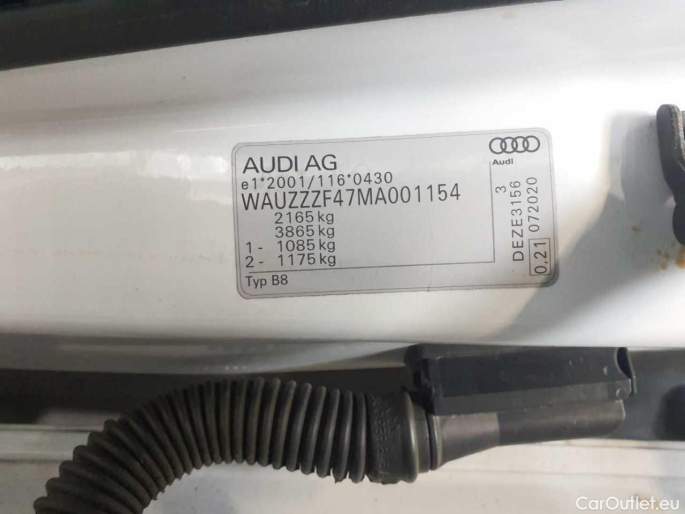 AUDI AG
e1*2001/116*0430
WAUZZZF47MA001154
2165 kg
3865 kg
1 - 1085 kg
2 - 1175 kg
Typ B8
Audi
3
DEZE3156
0,21 072020
CarOutlet.eu